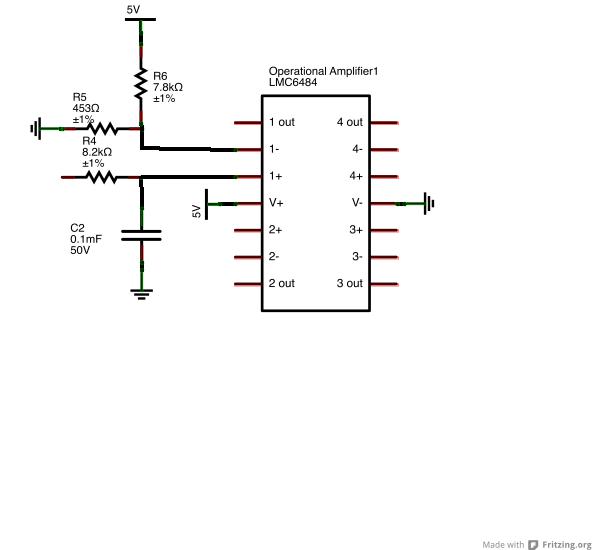 5V
Operational Amplifier1
LMC6484
R6
7.8kΩ
±1%
R5
453Ω
±1%
R4
8.2kΩ
±1%
1 out 4 out
1- 4-
1+ 4+
5V
V+ V-
2+ 3+
2- 3-
2 out 3 out
C2
0.1mF
50V
Made with Fritzing.org